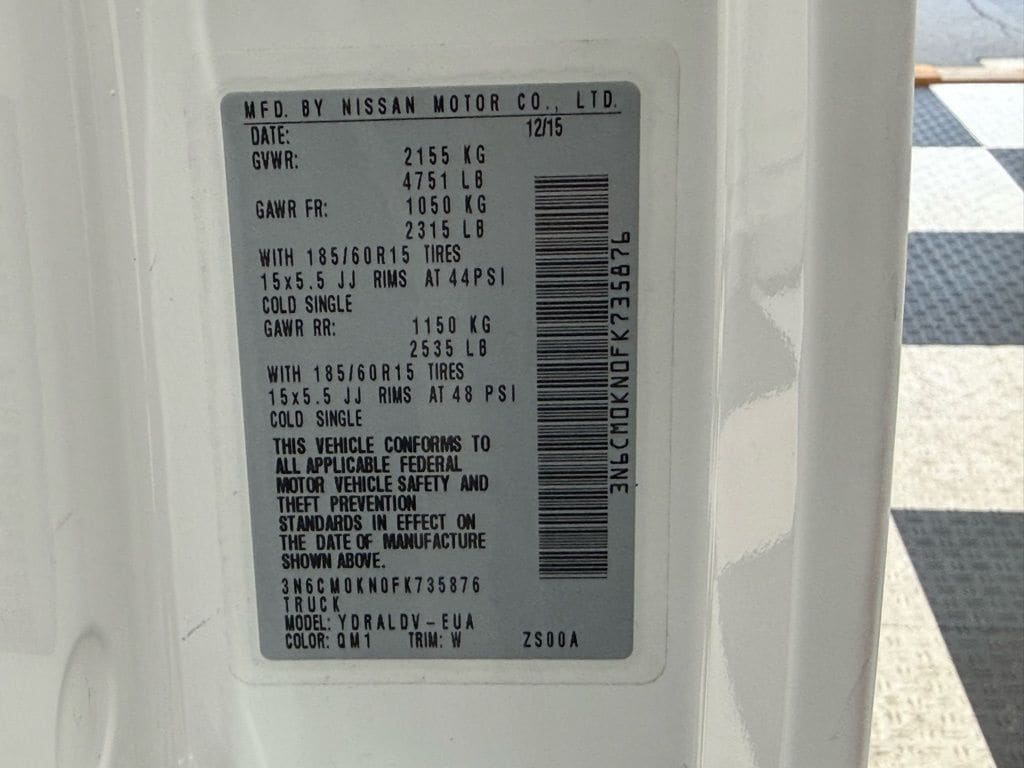 MFD. BY NISSAN MOTOR CO., LTD.
DATE: 12/15
GVWR: 2155 KG
4751 LB
GAWR FR: 1050 KG
2315 LB
WITH 185/60R15 TIRES
15x5.5 JJ RIMS AT 44PSI
COLD SINGLE
GAWR RR: 1150 KG
2535 LB
WITH 185/60R15 TIRES
15x5.5 JJ RIMS AT 48 PSI
COLD SINGLE
THIS VEHICLE CONFORMS TO
ALL APPLICABLE FEDERAL
MOTOR VEHICLE SAFETY AND
THEFT PREVENTION
STANDARDS IN EFFECT ON
THE DATE OF MANUFACTURE
SHOWN ABOVE.
3N6CM0KN0FK735876
TRUCK
MODEL: YDRALDV-EUA
COLOR: QM1 TRIM: W ZS00A
3N6CM0KN0FK735876